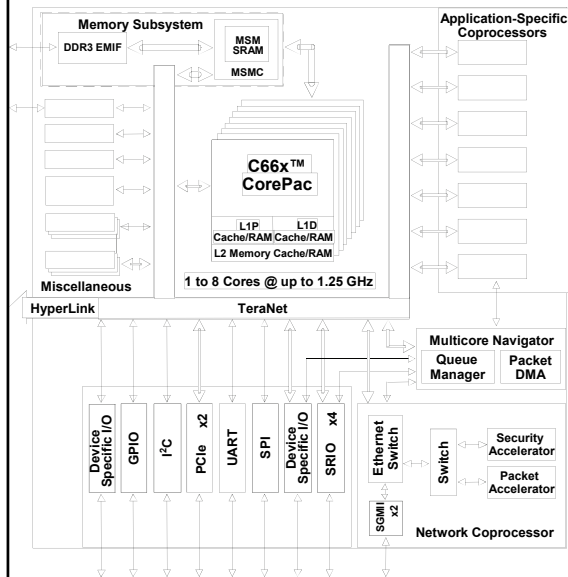 Memory Subsystem
DDR3 EMIF
MSM
SRAM
MSMC
Application-Specific
Coprocessors
C66x™
CorePac
L1P
Cache/RAM
L1D
Cache/RAM
L2 Memory Cache/RAM
1 to 8 Cores @ up to 1.25 GHz
Miscellaneous
HyperLink
TeraNet
Multicore Navigator
Queue
Manager
Packet
DMA
Device
Specific I/O
GPIO
I²C
PCIe x2
UART
SPI
Device
Specific I/O
SRIO x4
Ethernet
Switch
Switch
Security
Accelerator
Packet
Accelerator
SGMII
x2
Network Coprocessor